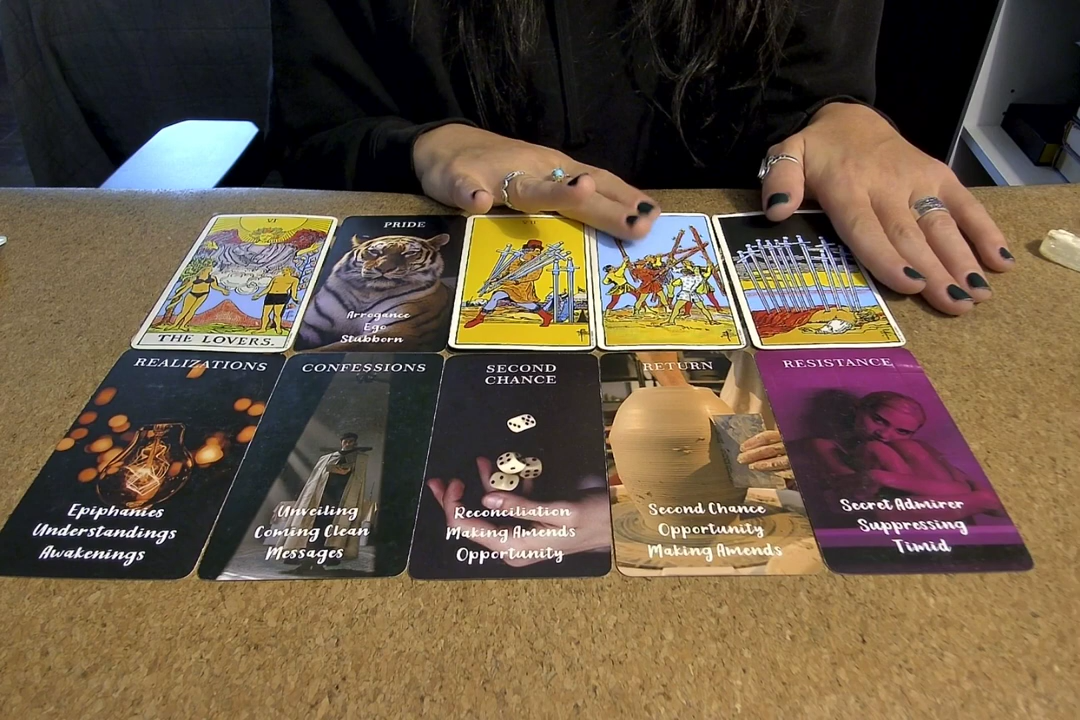 VI
THE LOVERS.
PRIDE
Arrogance
Ego
Stubborn
REALIZATIONS
Epiphanies
Understandings
Awakenings
CONFESSIONS
Unveiling
Coming Clean
Messages
SECOND
CHANCE
Reconciliation
Making Amends
Opportunity
RETURN
Second Chance
Opportunity
Making Amends
RESISTANCE
Secret Admirer
Suppressing
Timid